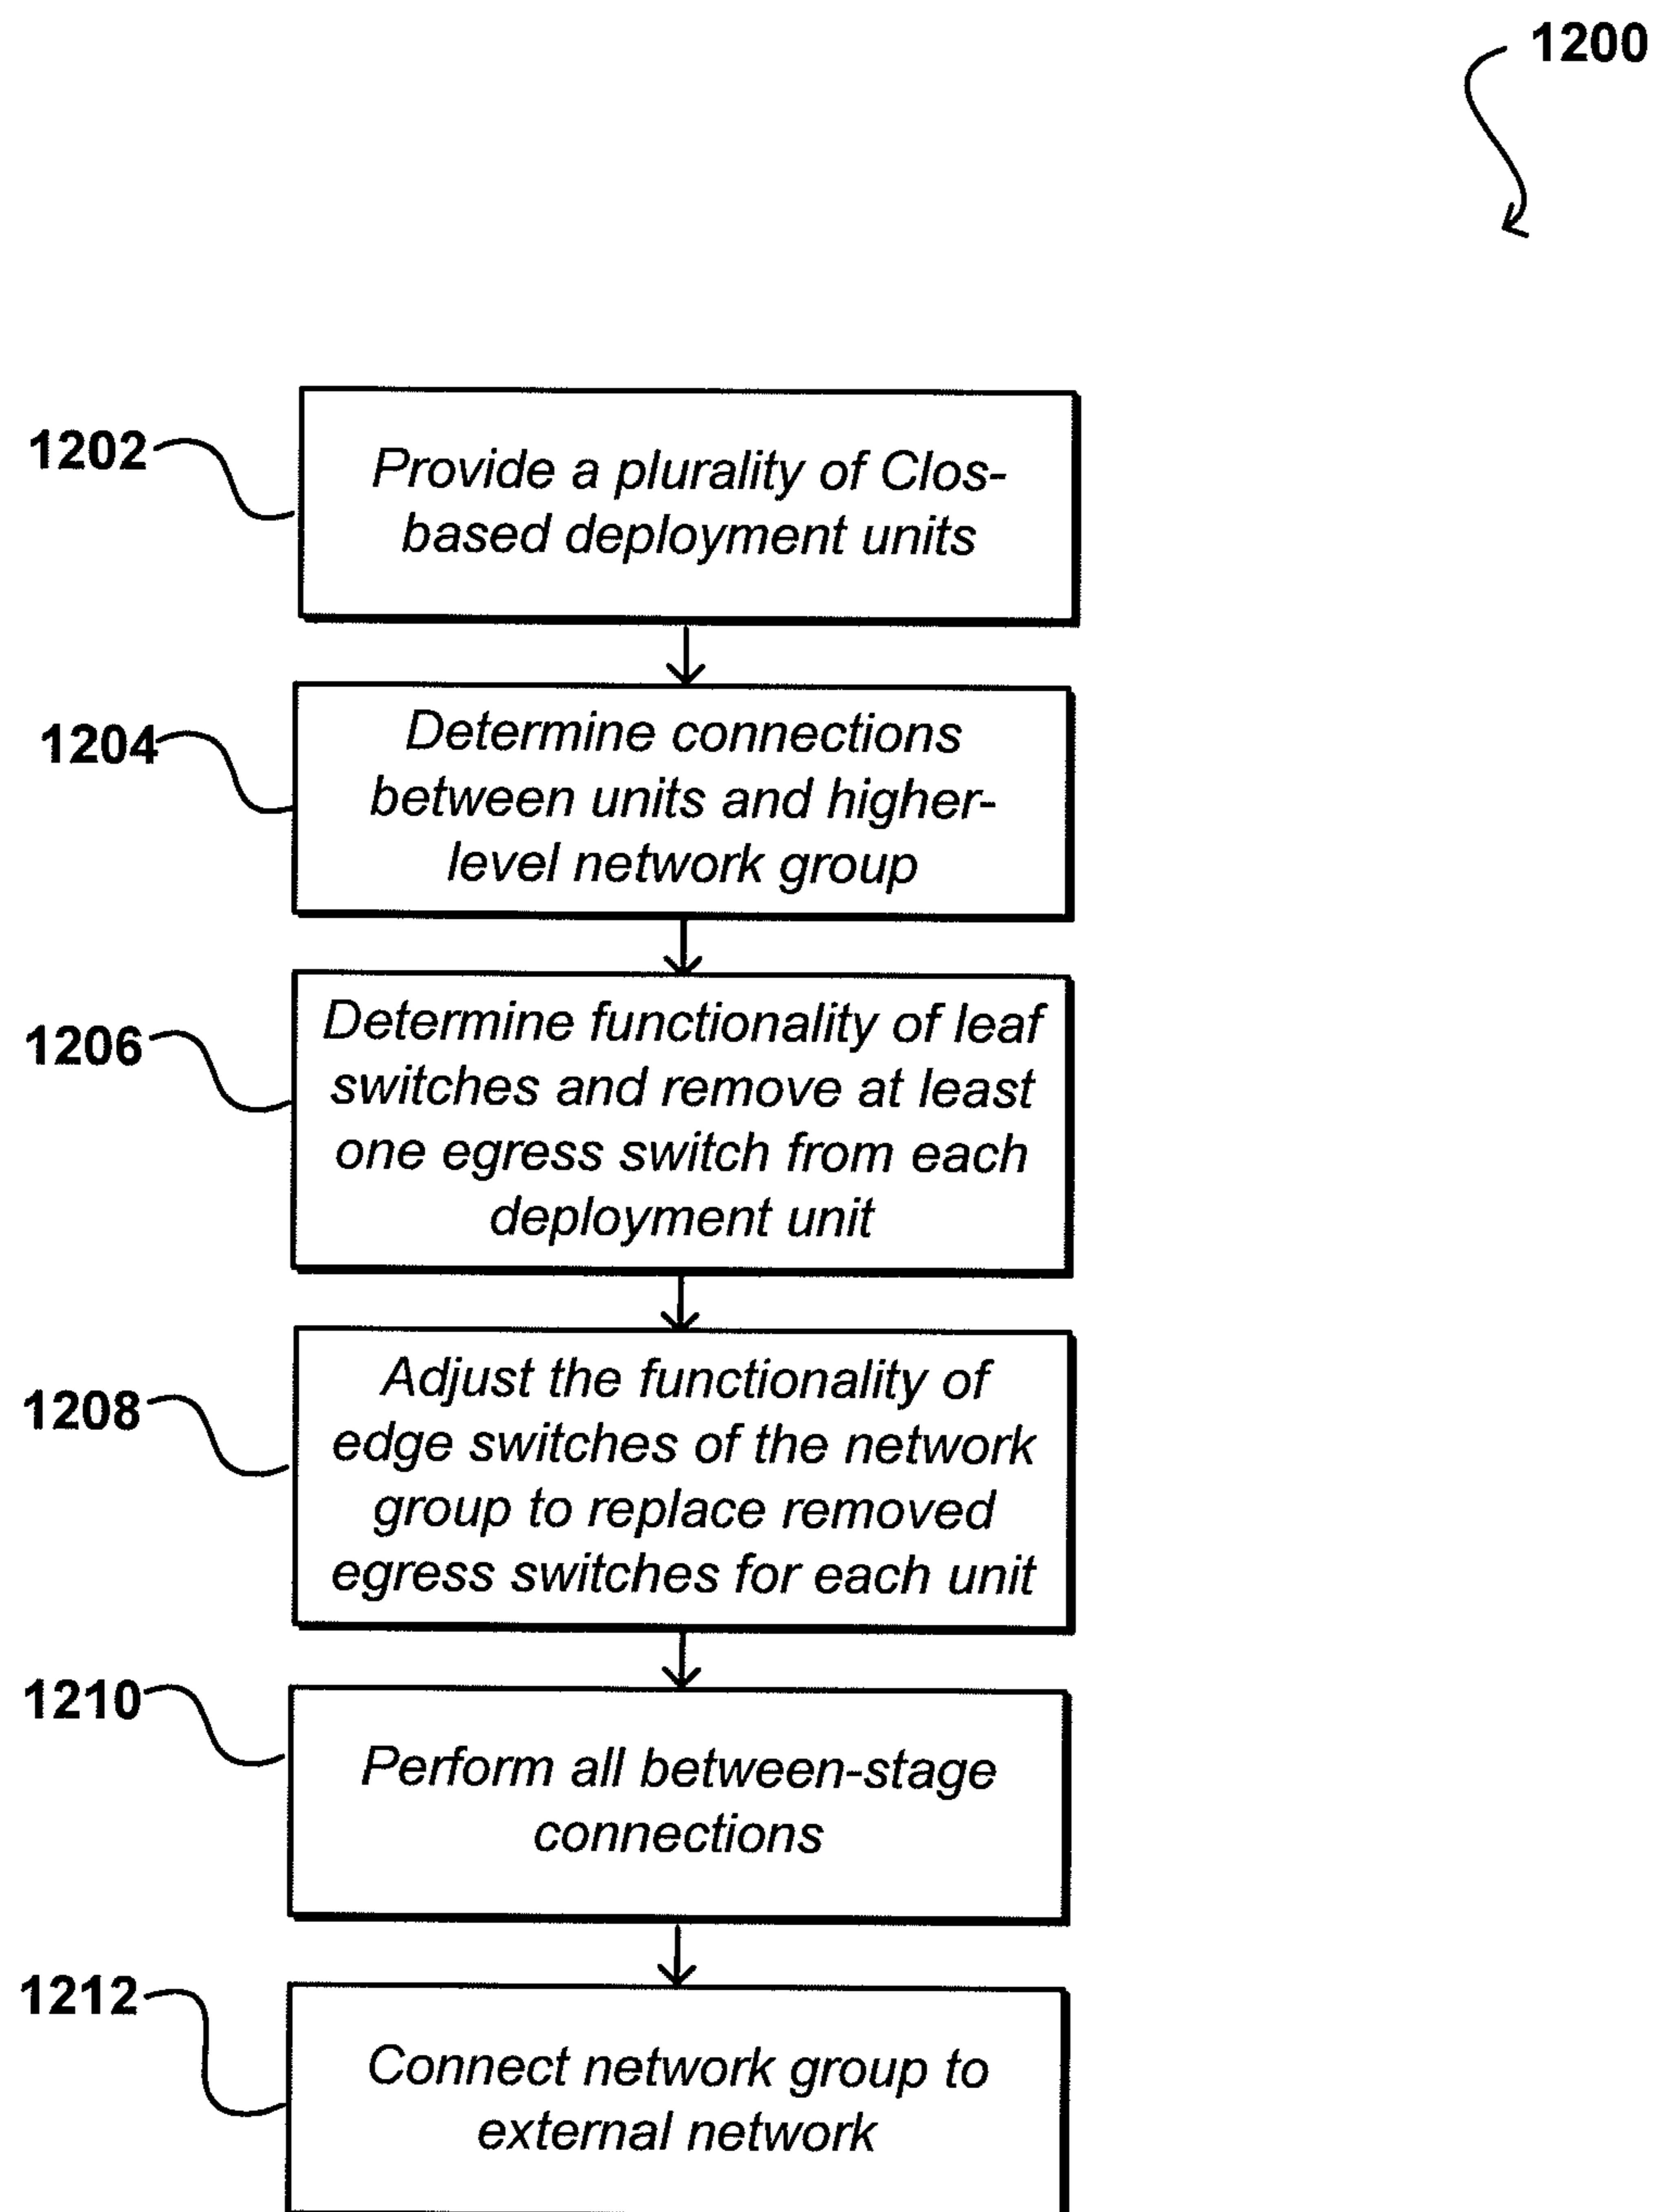 1200
1202
Provide a plurality of Clos-
based deployment units
1204
Determine connections
between units and higher-
level network group
1206
Determine functionality of leaf
switches and remove at least
one egress switch from each
deployment unit
1208
Adjust the functionality of
edge switches of the network
group to replace removed
egress switches for each unit
1210
Perform all between-stage
connections
1212
Connect network group to
external network